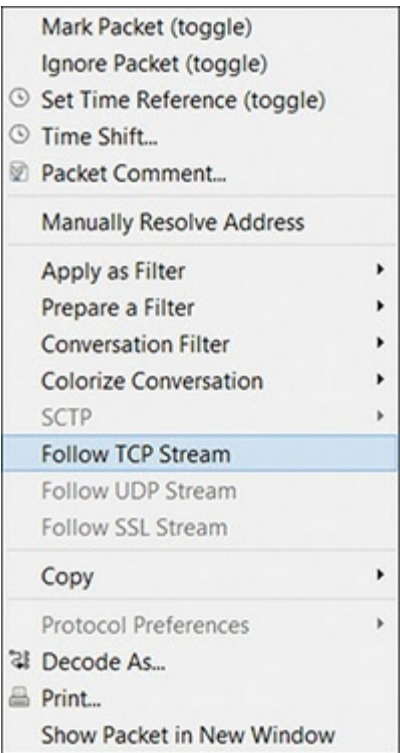 Mark Packet (toggle)
Ignore Packet (toggle)
Set Time Reference (toggle)
Time Shift...
Packet Comment...
Manually Resolve Address
Apply as Filter
Prepare a Filter
Conversation Filter
Colorize Conversation
SCTP
Follow TCP Stream
Follow UDP Stream
Follow SSL Stream
Copy
Protocol Preferences
Decode As...
Print...
Show Packet in New Window